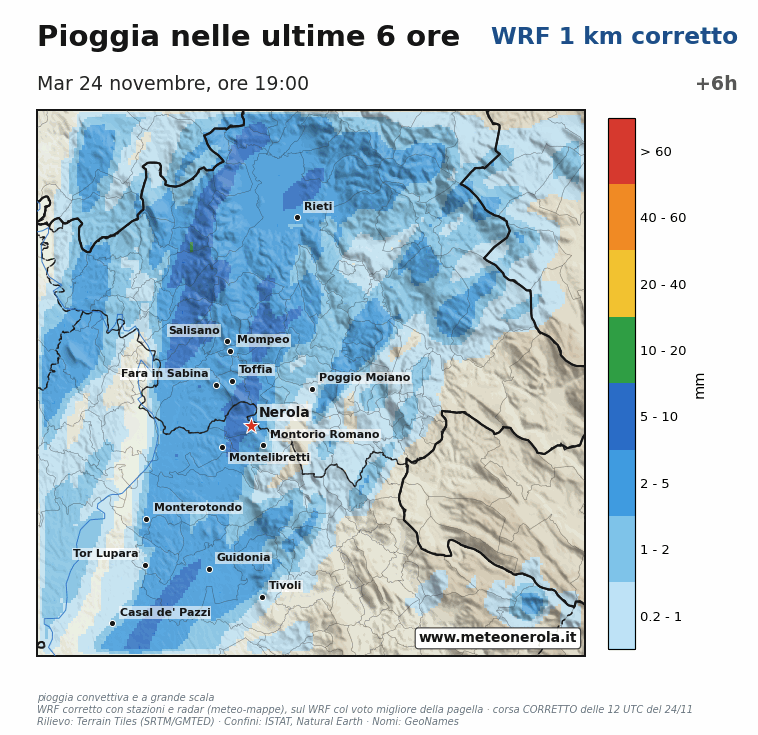 Pioggia nelle ultime 6 ore
WRF 1 km corretto
Mar 24 novembre, ore 19:00
+6h
Rieti
Salisano
Mompeo
Fara in Sabina
Toffia
Poggio Moiano
Nerola
Montorio Romano
Montelibretti
Monterotondo
Tor Lupara
Guidonia
Tivoli
Casal de' Pazzi
www.meteonerola.it
> 60
40 - 60
20 - 40
10 - 20
5 - 10
2 - 5
1 - 2
0.2 - 1
mm
pioggia convettiva e a grande scala
WRF corretto con stazioni e radar (meteo-mappe), sul WRF col voto migliore della pagella · corsa CORRETTO delle 12 UTC del 24/11
Rilievo: Terrain Tiles (SRTM/GMTED) · Confini: ISTAT, Natural Earth · Nomi: GeoNames